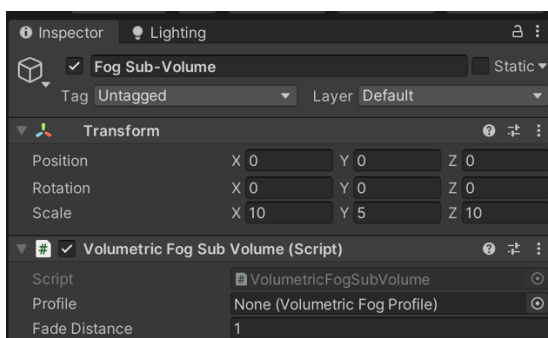 Inspector Lighting
Fog Sub-Volume Static
Tag Untagged Layer Default
Transform
Position X 0 Y 0 Z 0
Rotation X 0 Y 0 Z 0
Scale X 10 Y 5 Z 10
# Volumetric Fog Sub Volume (Script)
Script # VolumetricFogSubVolume
Profile None (Volumetric Fog Profile)
Fade Distance 1